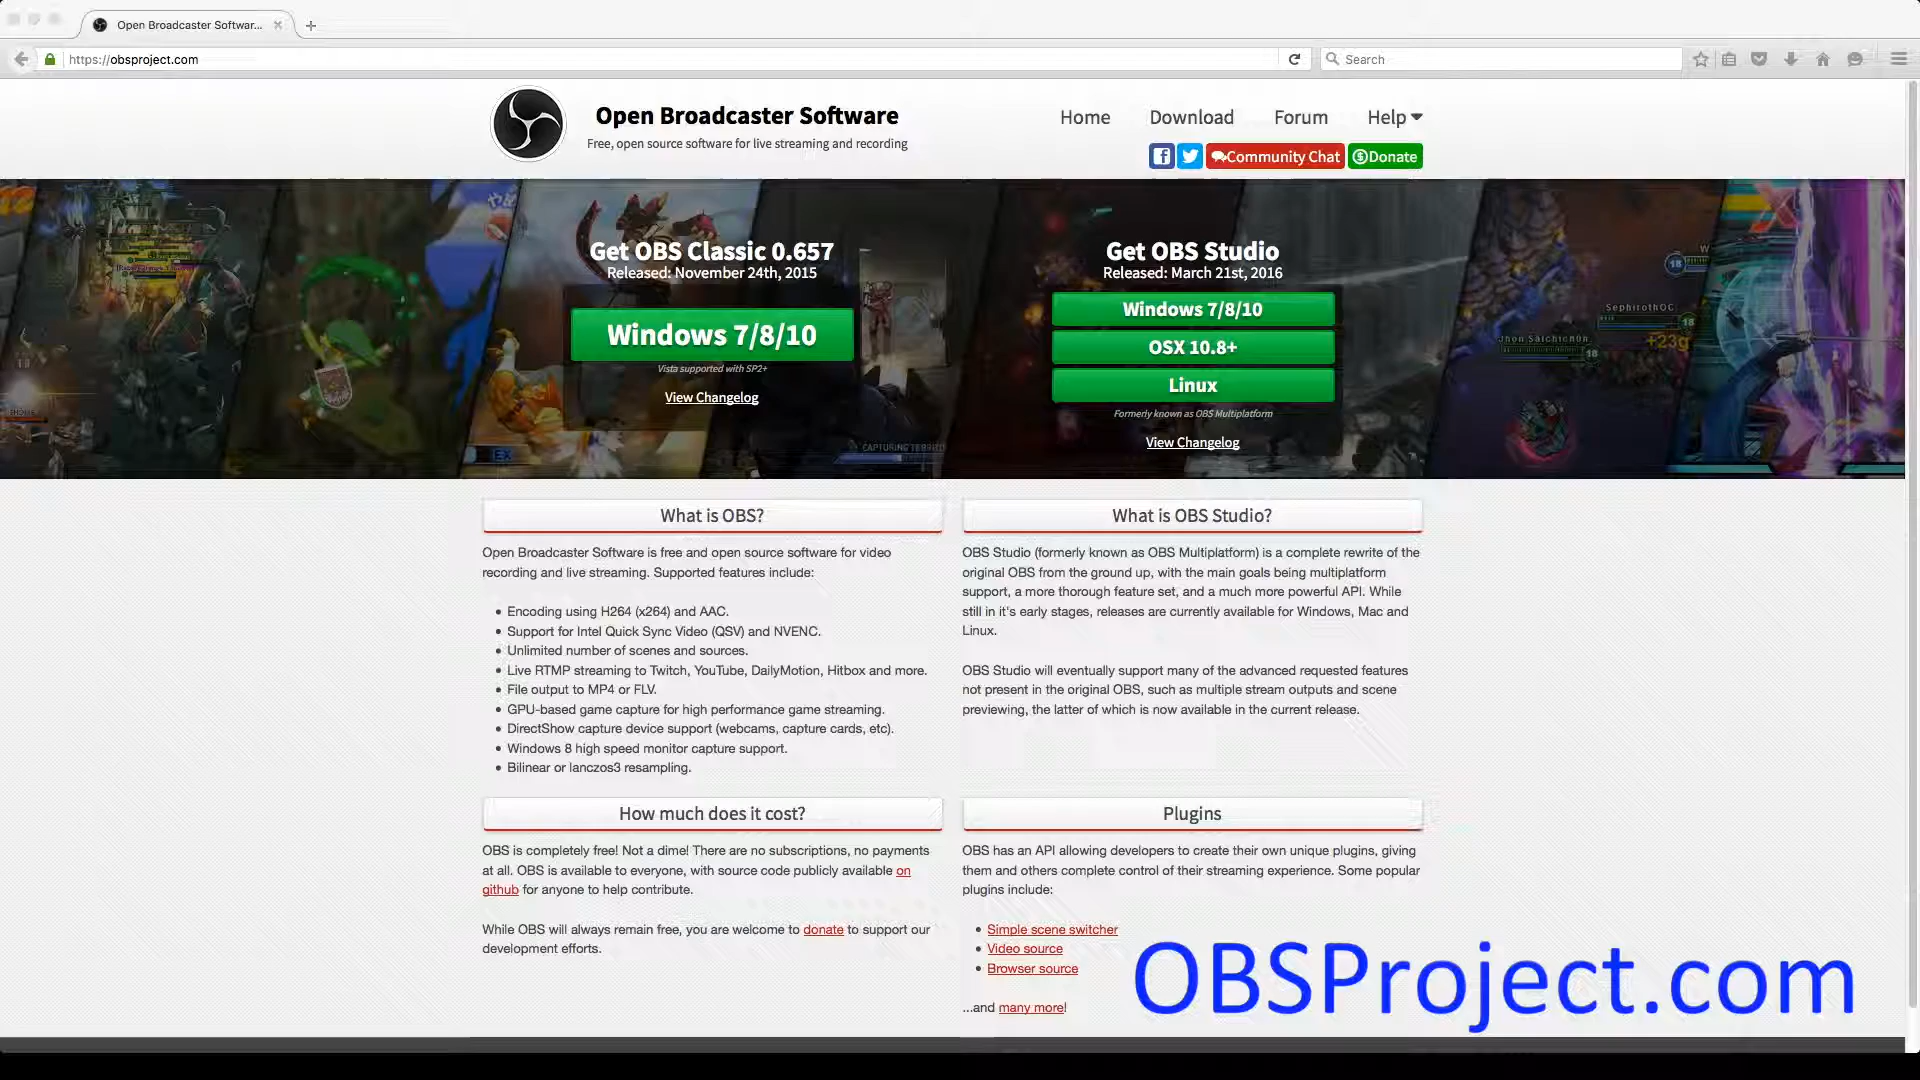 Open Broadcaster Softwar...
https://obsproject.com
Search
Open Broadcaster Software
Free, open source software for live streaming and recording
Home Download Forum Help
Community Chat Donate
Get OBS Classic 0.657
Released: November 24th, 2015
Windows 7/8/10
Vista supported with SP2+
View Changelog
Get OBS Studio
Released: March 21st, 2016
Windows 7/8/10
OSX 10.8+
Linux
Formerly known as OBS Multiplatform
View Changelog
EX
SephirothOC
18
18
18
+23g
What is OBS?
Open Broadcaster Software is free and open source software for video
recording and live streaming. Supported features include:
Encoding using H264 (x264) and AAC.
Support for Intel Quick Sync Video (QSV) and NVENC.
Unlimited number of scenes and sources.
Live RTMP streaming to Twitch, YouTube, DailyMotion, Hitbox and more.
File output to MP4 or FLV.
GPU-based game capture for high performance game streaming.
DirectShow capture device support (webcams, capture cards, etc).
Windows 8 high speed monitor capture support.
Bilinear or lanczos3 resampling.
What is OBS Studio?
OBS Studio (formerly known as OBS Multiplatform) is a complete rewrite of the
original OBS from the ground up, with the main goals being multiplatform
support, a more thorough feature set, and a much more powerful API. While
still in it's early stages, releases are currently available for Windows, Mac and
Linux.
OBS Studio will eventually support many of the advanced requested features
not present in the original OBS, such as multiple stream outputs and scene
previewing, the latter of which is now available in the current release.
How much does it cost?
OBS is completely free! Not a dime! There are no subscriptions, no payments
at all. OBS is available to everyone, with source code publicly available on
github for anyone to help contribute.
While OBS will always remain free, you are welcome to donate to support our
development efforts.
Plugins
OBS has an API allowing developers to create their own unique plugins, giving
them and others complete control of their streaming experience. Some popular
plugins include:
Simple scene switcher
Video source
Browser source
...and many more!
OBSProject.com